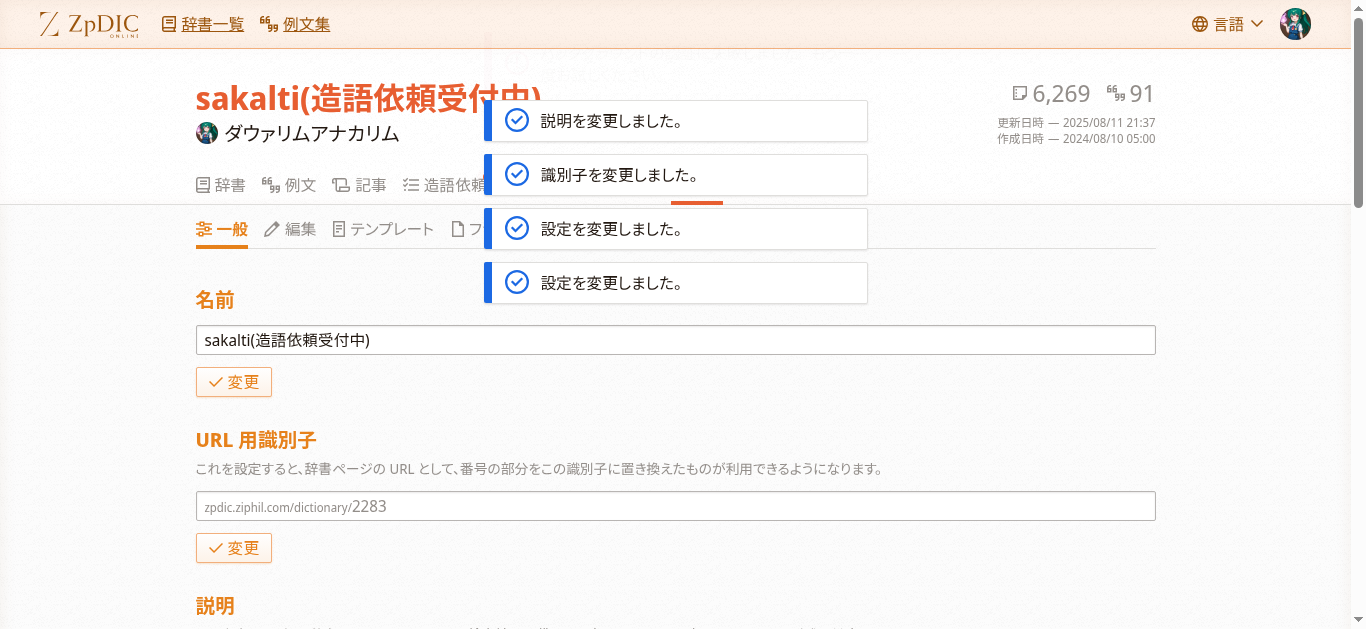 ZpDIC ONLINE 辞書一覧 例文集 言語
sakalti(造語依頼受付中)
ダウァリムアナカリム
6,269 91
更新日時 — 2025/08/11 21:37
作成日時 — 2024/08/10 05:00
説明を変更しました。
識別子を変更しました。
設定を変更しました。
設定を変更しました。
辞書 例文 記事 造語依頼
一般 編集 テンプレート フ
名前
sakalti(造語依頼受付中)
変更
URL 用識別子
これを設定すると、辞書ページの URL として、番号の部分をこの識別子に置き換えたものが利用できるようになります。
zpdic.ziphil.com/dictionary/2283
変更
説明